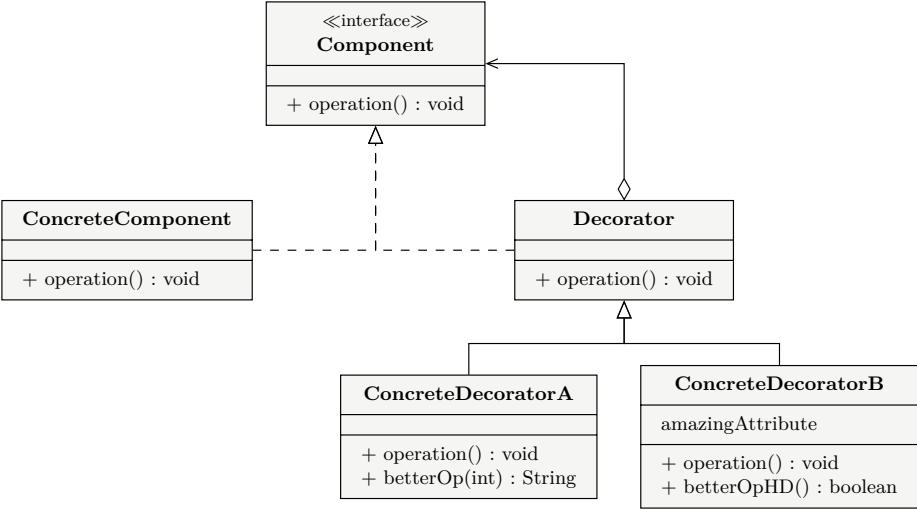 ≪interface≫
Component
+ operation() : void
ConcreteComponent
+ operation() : void
Decorator
+ operation() : void
ConcreteDecoratorA
+ operation() : void
+ betterOp(int) : String
ConcreteDecoratorB
amazingAttribute
+ operation() : void
+ betterOpHD() : boolean